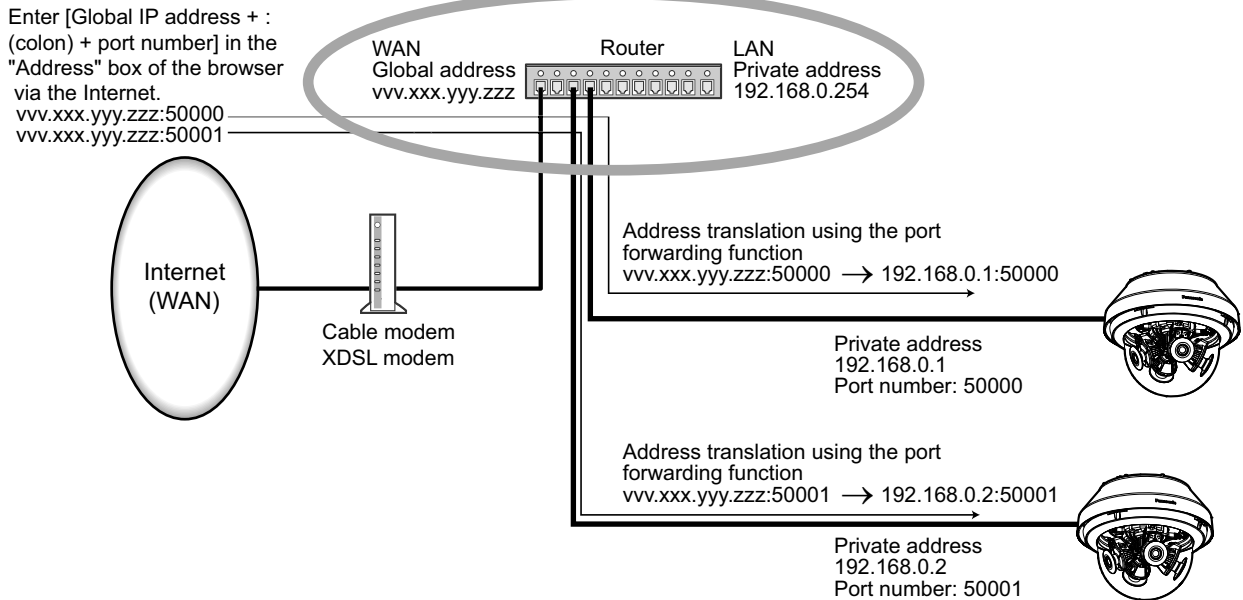 Enter [Global IP address + :
(colon) + port number] in the
"Address" box of the browser
via the Internet.
vvv.xxx.yyy.zzz:50000
vvv.xxx.yyy.zzz:50001
WAN
Global address
vvv.xxx.yyy.zzz
Router
LAN
Private address
192.168.0.254
Internet
(WAN)
Cable modem
XDSL modem
Address translation using the port
forwarding function
vvv.xxx.yyy.zzz:50000 → 192.168.0.1:50000
Private address
192.168.0.1
Port number: 50000
Address translation using the port
forwarding function
vvv.xxx.yyy.zzz:50001 → 192.168.0.2:50001
Private address
192.168.0.2
Port number: 50001